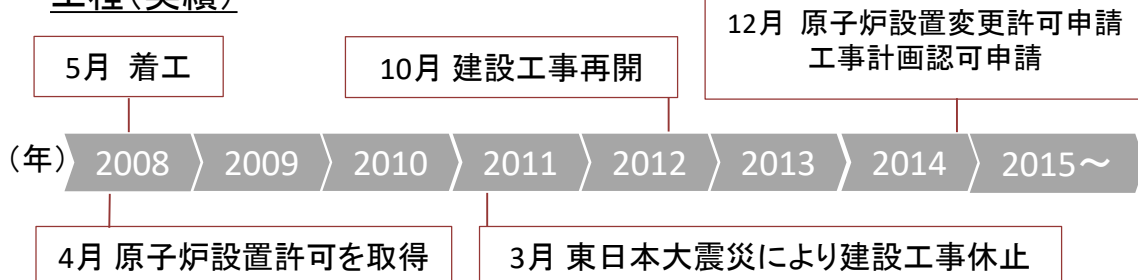 工程(実績)
5月 着工
10月 建設工事再開
12月 原子炉設置変更許可申請
工事計画認可申請
(年) 2008 2009 2010 2011 2012 2013 2014 2015~
4月 原子炉設置許可を取得
3月 東日本大震災により建設工事休止